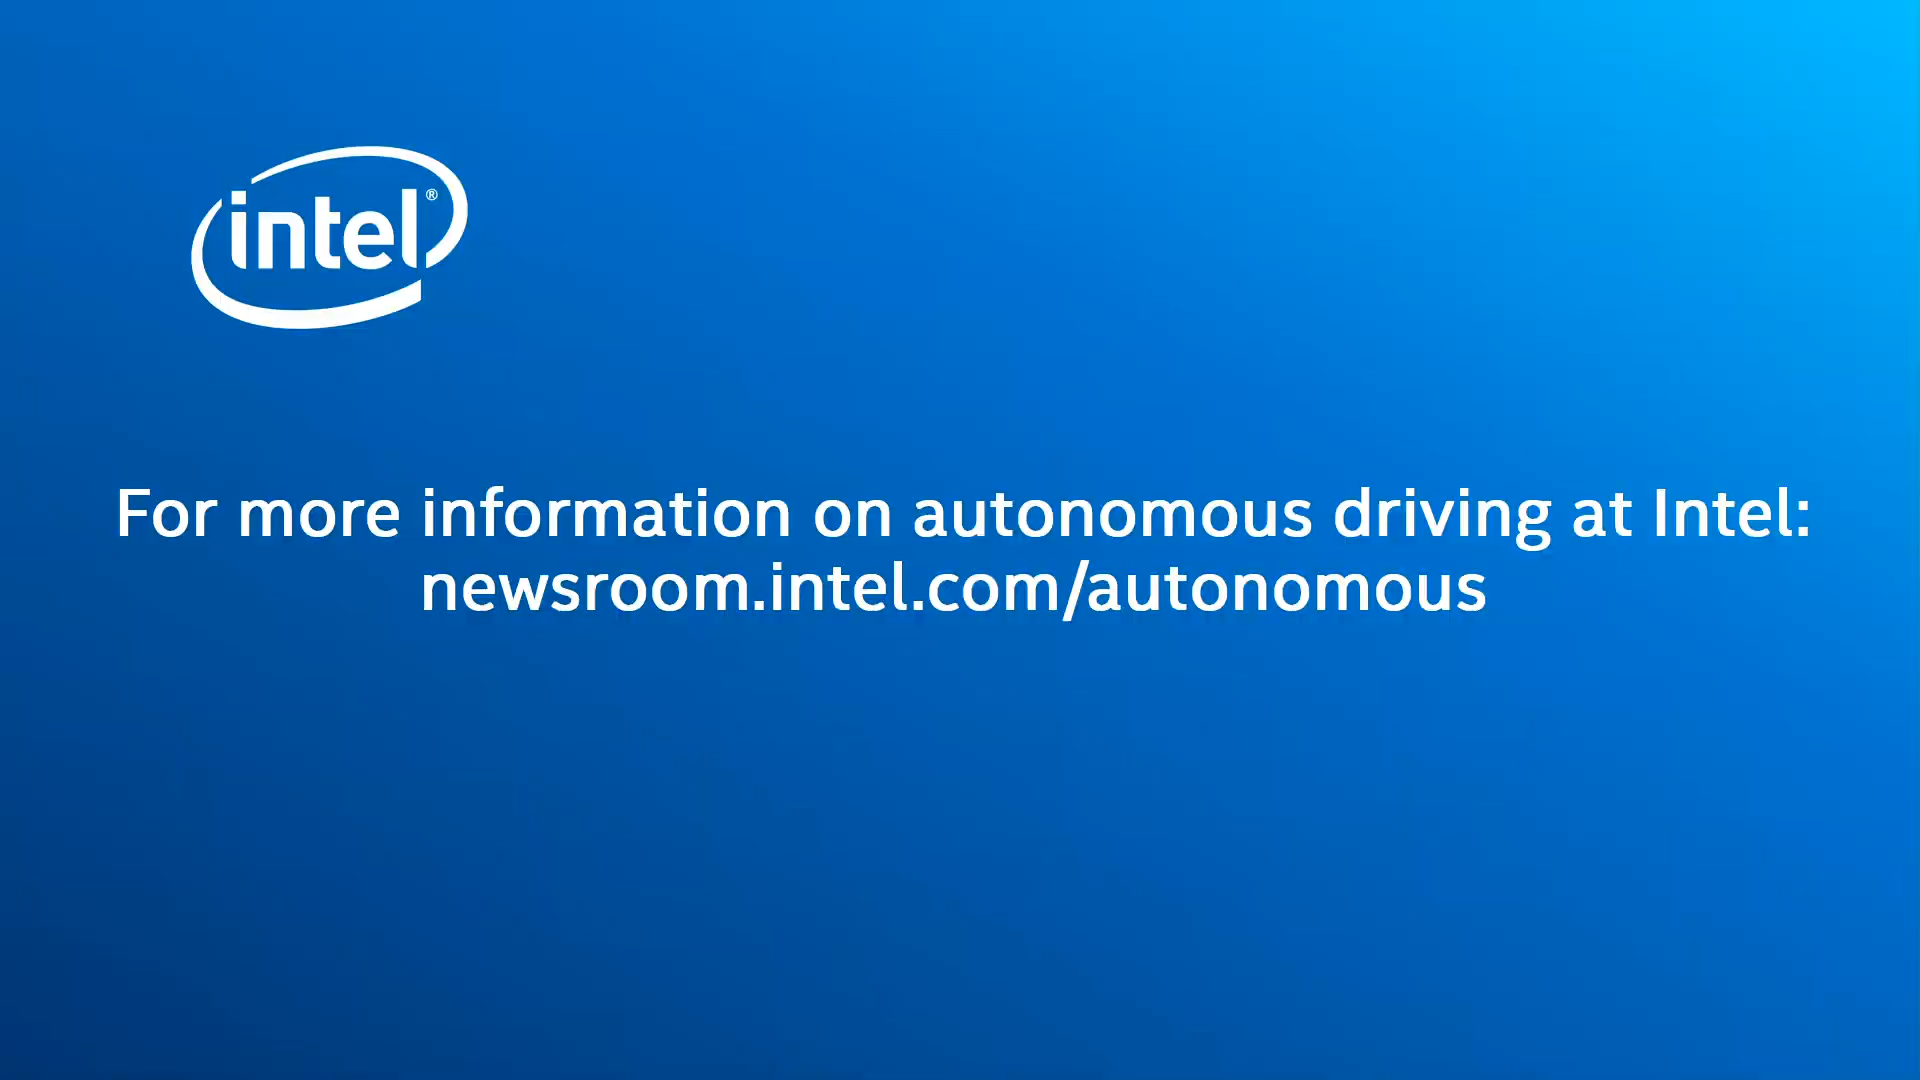 intel®
For more information on autonomous driving at Intel:
newsroom.intel.com/autonomous